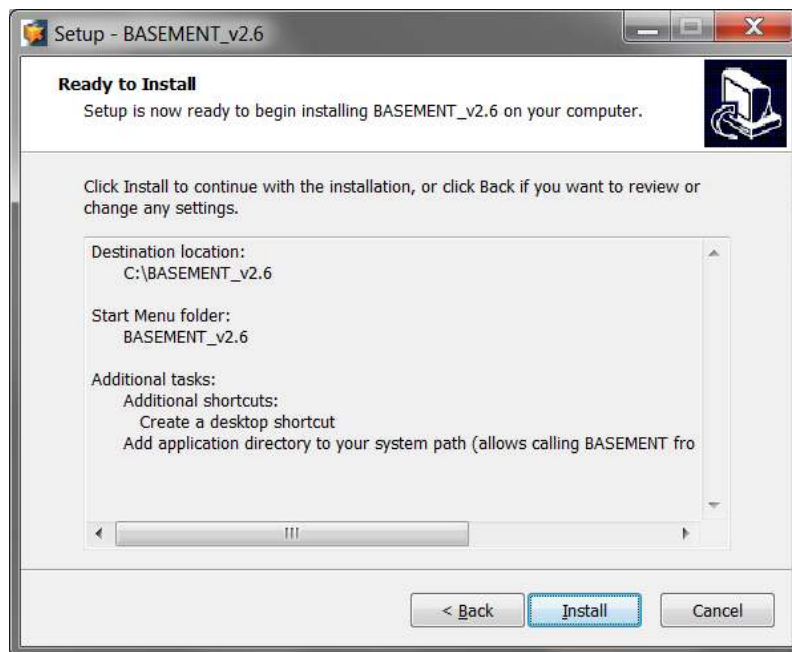 Setup - BASEMENT_v2.6
Ready to Install
Setup is now ready to begin installing BASEMENT_v2.6 on your computer.
Click Install to continue with the installation, or click Back if you want to review or
change any settings.
Destination location:
C:\BASEMENT_v2.6
Start Menu folder:
BASEMENT_v2.6
Additional tasks:
Additional shortcuts:
Create a desktop shortcut
Add application directory to your system path (allows calling BASEMENT fro
< Back
Install
Cancel